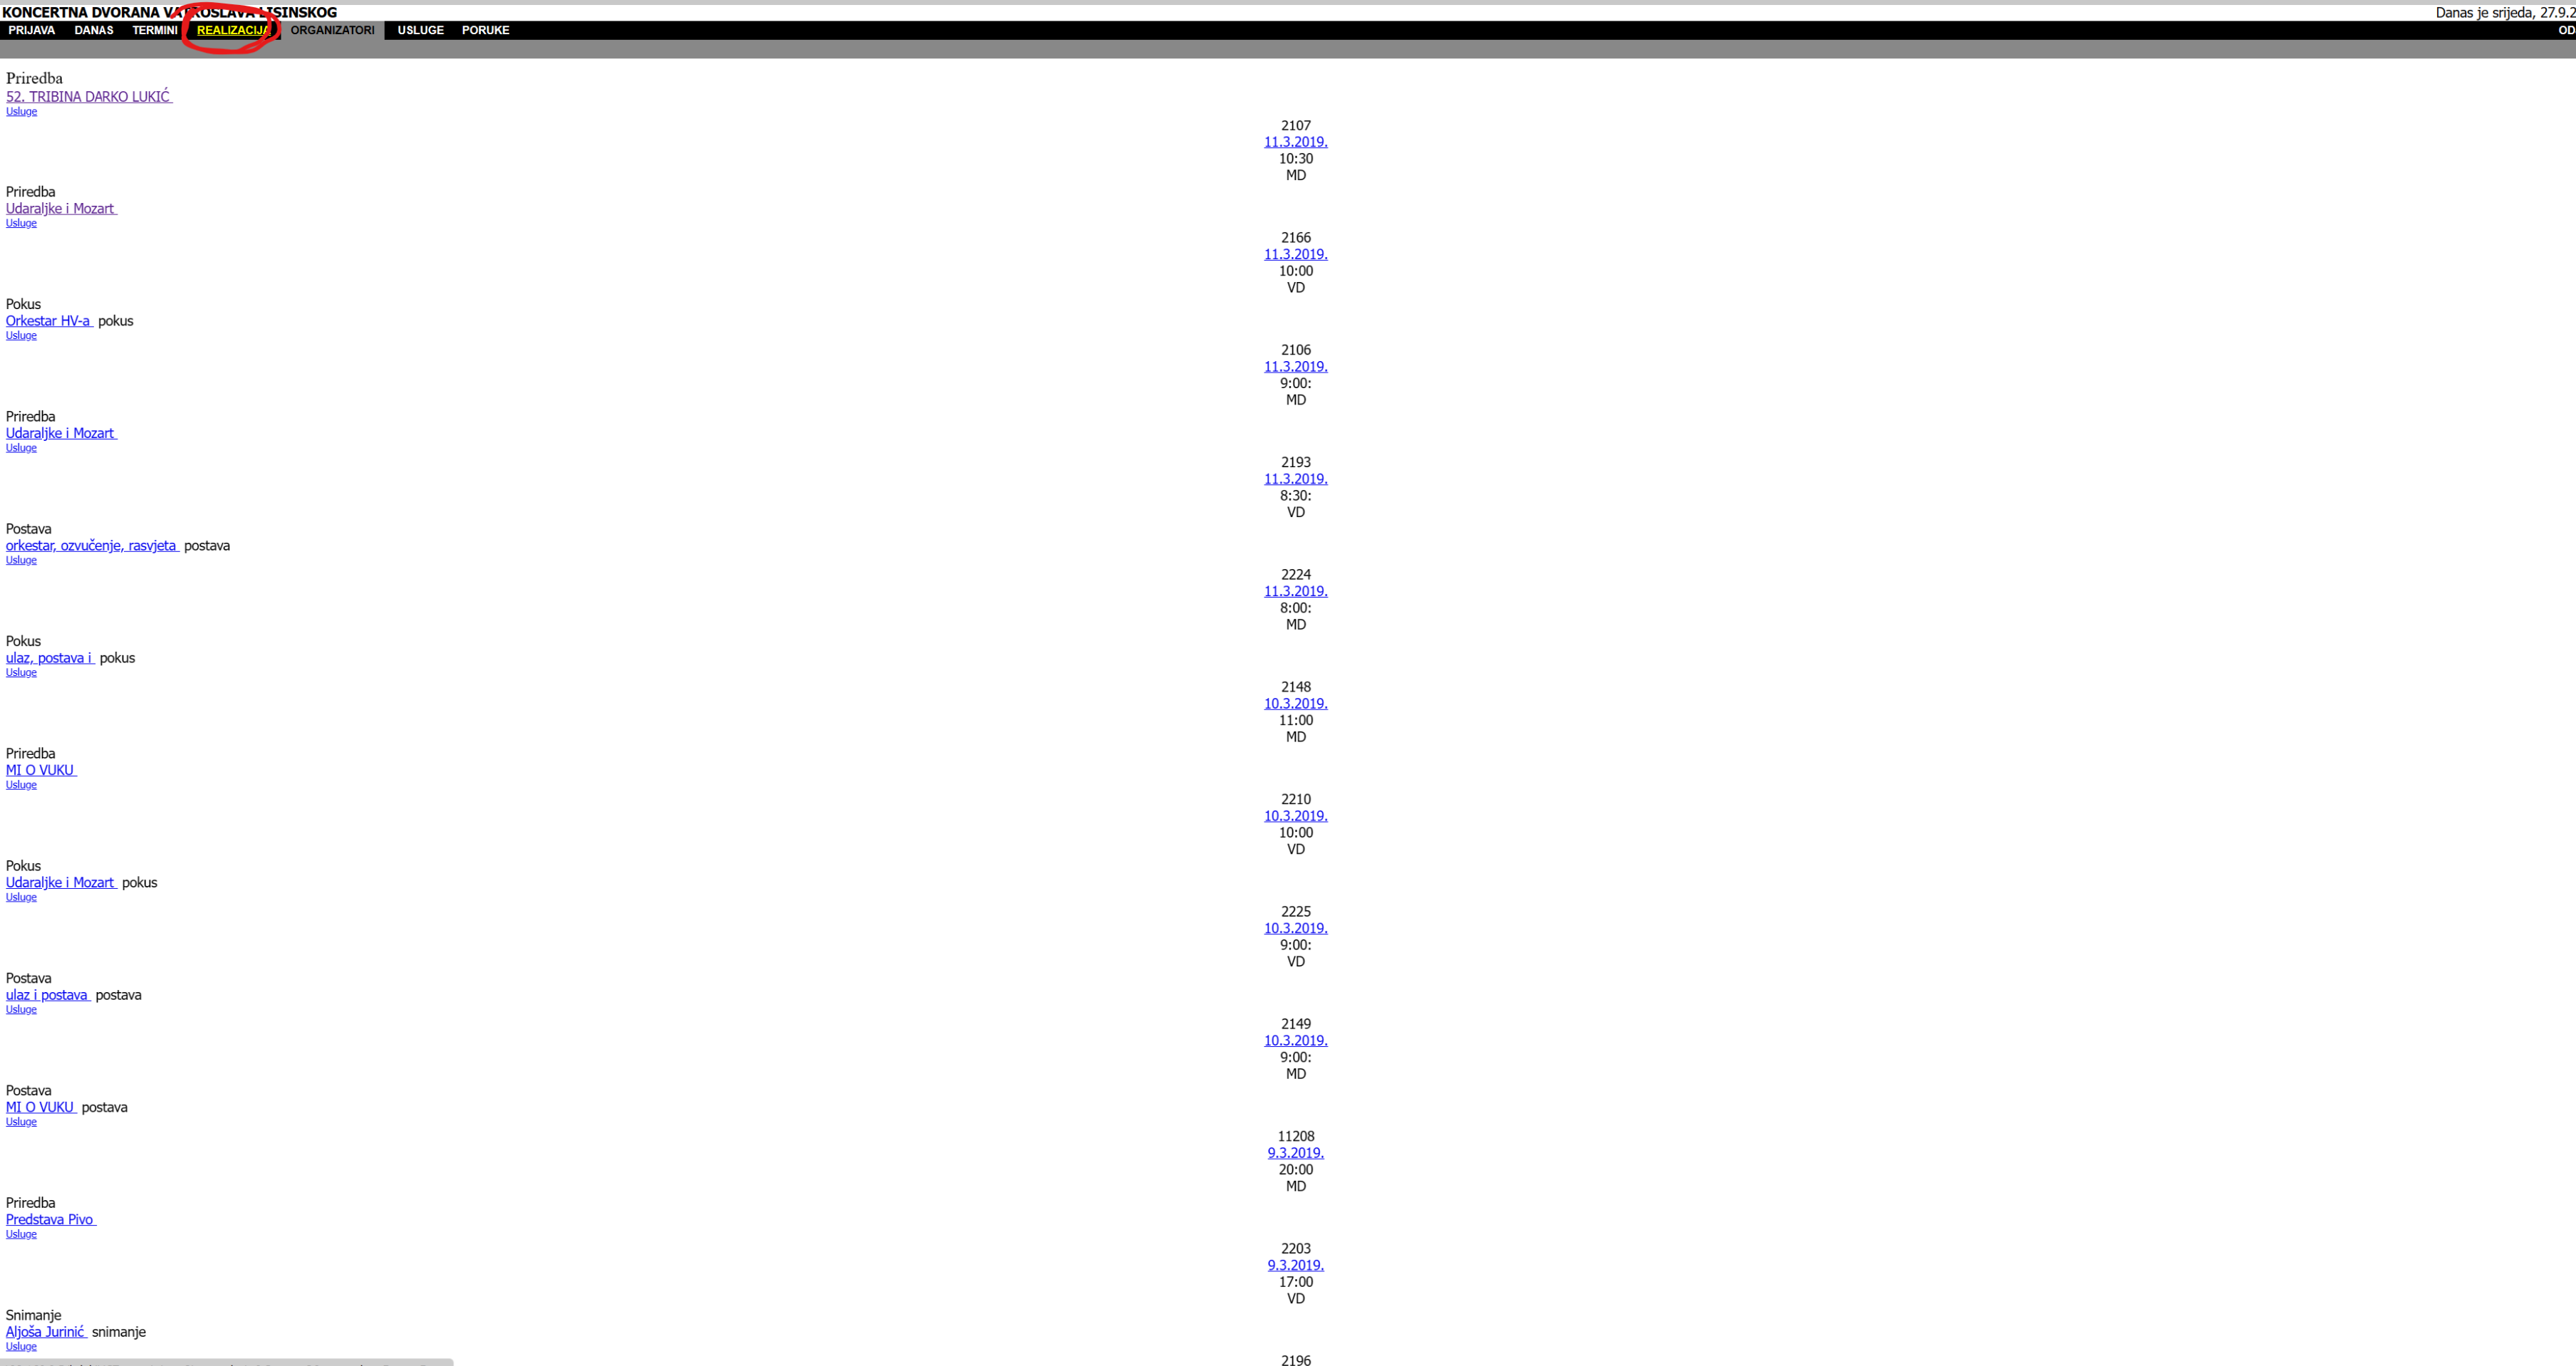 KONCERTNA DVORANA VATROSLAVA LISINSKOG
Danas je srijeda, 27.9.2
PRIJAVA DANAS TERMINI REALIZACIJA ORGANIZATORI USLUGE PORUKE OD
Priredba
52. TRIBINA DARKO LUKIĆ
Usluge
2107
11.3.2019.
10:30
MD
Priredba
Udaraljke i Mozart
Usluge
2166
11.3.2019.
10:00
VD
Pokus
Orkestar HV-a pokus
Usluge
2106
11.3.2019.
9:00:
MD
Priredba
Udaraljke i Mozart
Usluge
2193
11.3.2019.
8:30:
VD
Postava
orkestar, ozvučenje, rasvjeta postava
Usluge
2224
11.3.2019.
8:00:
MD
Pokus
ulaz, postava i pokus
Usluge
2148
10.3.2019.
11:00
MD
Priredba
MI O VUKU
Usluge
2210
10.3.2019.
10:00
VD
Pokus
Udaraljke i Mozart pokus
Usluge
2225
10.3.2019.
9:00:
VD
Postava
ulaz i postava postava
Usluge
2149
10.3.2019.
9:00:
MD
Postava
MI O VUKU postava
Usluge
11208
9.3.2019.
20:00
MD
Priredba
Predstava Pivo
Usluge
2203
9.3.2019.
17:00
VD
Snimanje
Aljoša Jurinić snimanje
Usluge
2196